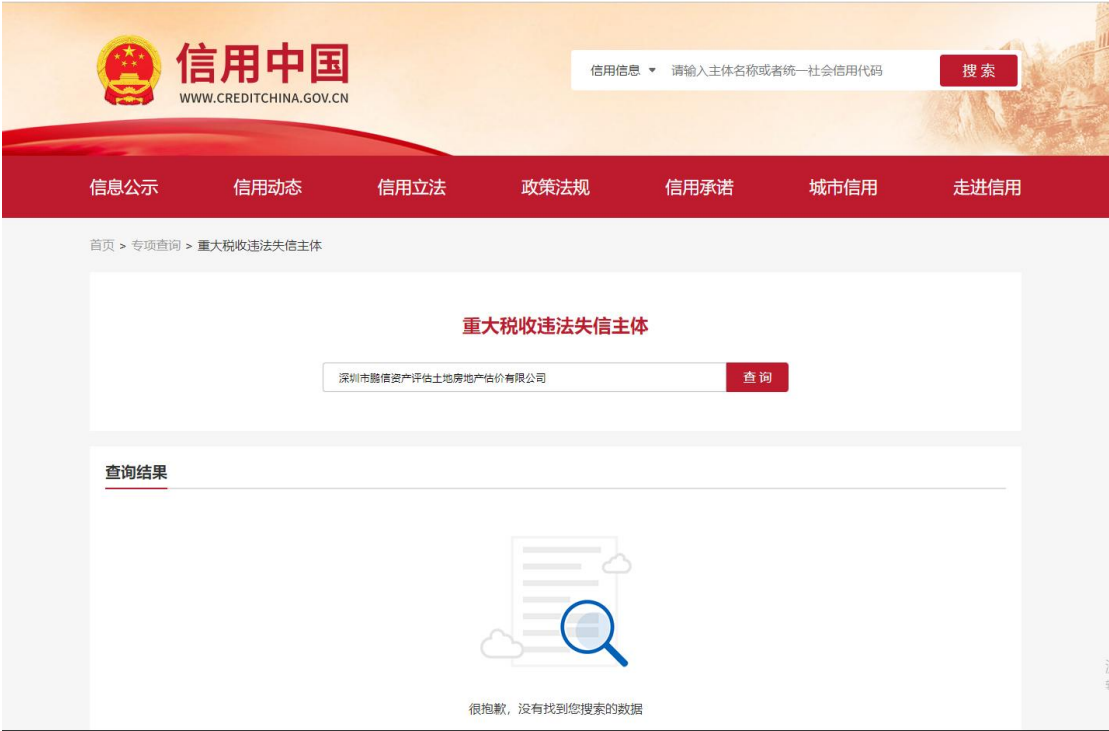 信用中国
WWW.CREDITCHINA.GOV.CN
信用信息 请输入主体名称或者统一社会信用代码 搜索
信息公示 信用动态 信用立法 政策法规 信用承诺 城市信用 走进信用
首页 > 专项查询 > 重大税收违法失信主体
重大税收违法失信主体
深圳市鹏信资产评估土地房地产估价有限公司 查询
查询结果
很抱歉，没有找到您搜索的数据